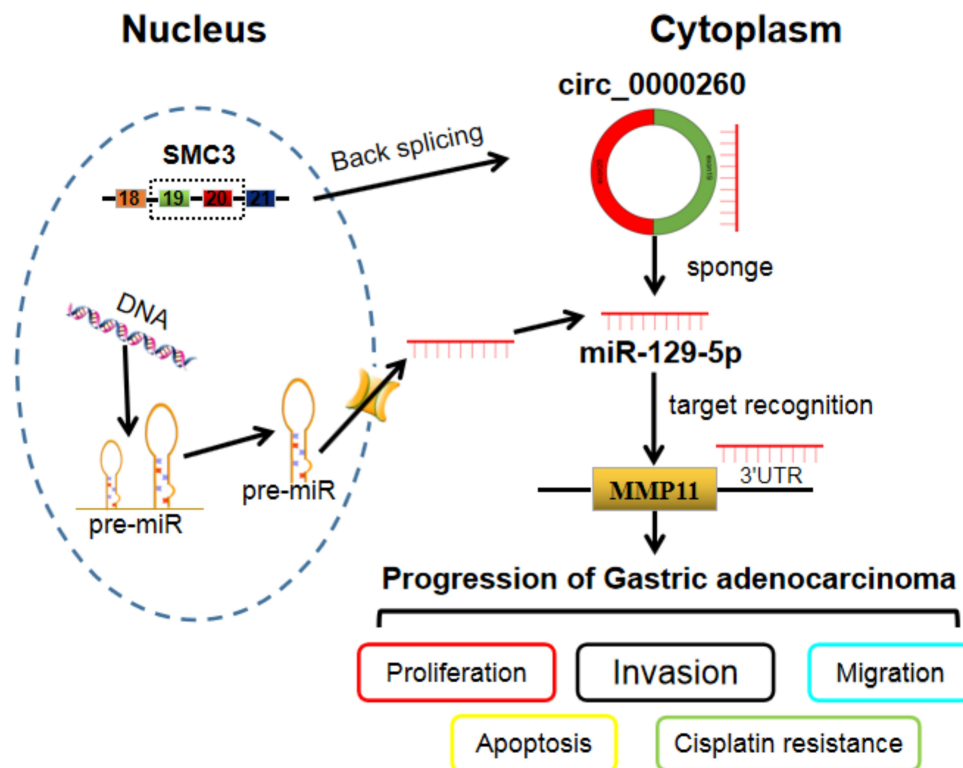 Nucleus
Cytoplasm
circ_0000260
SMC3
18 19 20 21
Back splicing
exon19
sponge
DNA
miR-129-5p
target recognition
pre-miR
pre-miR
MMP11
3'UTR
Progression of Gastric adenocarcinoma
Proliferation
Invasion
Migration
Apoptosis
Cisplatin resistance